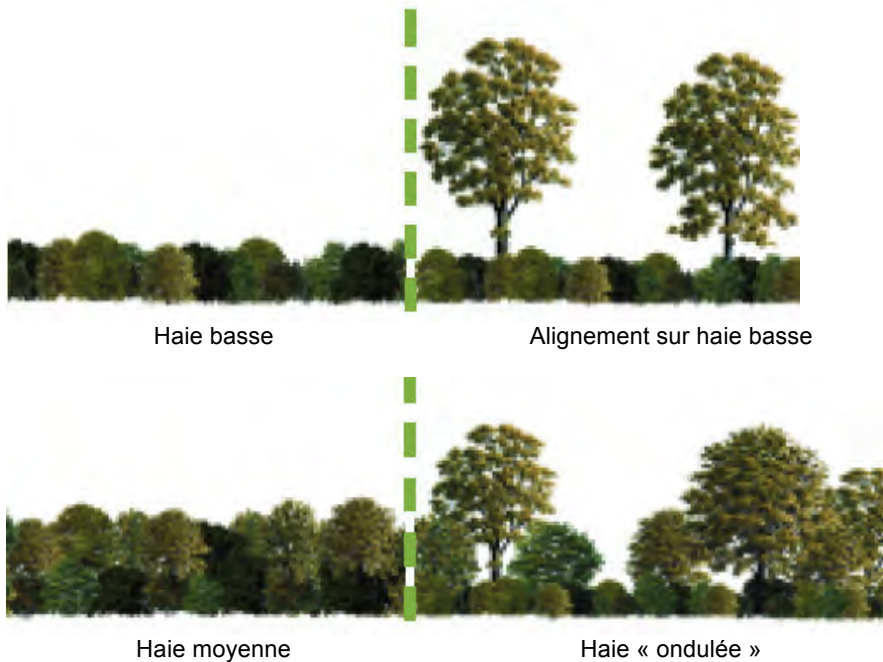 Haie basse
Alignement sur haie basse
Haie moyenne
Haie « ondulée »